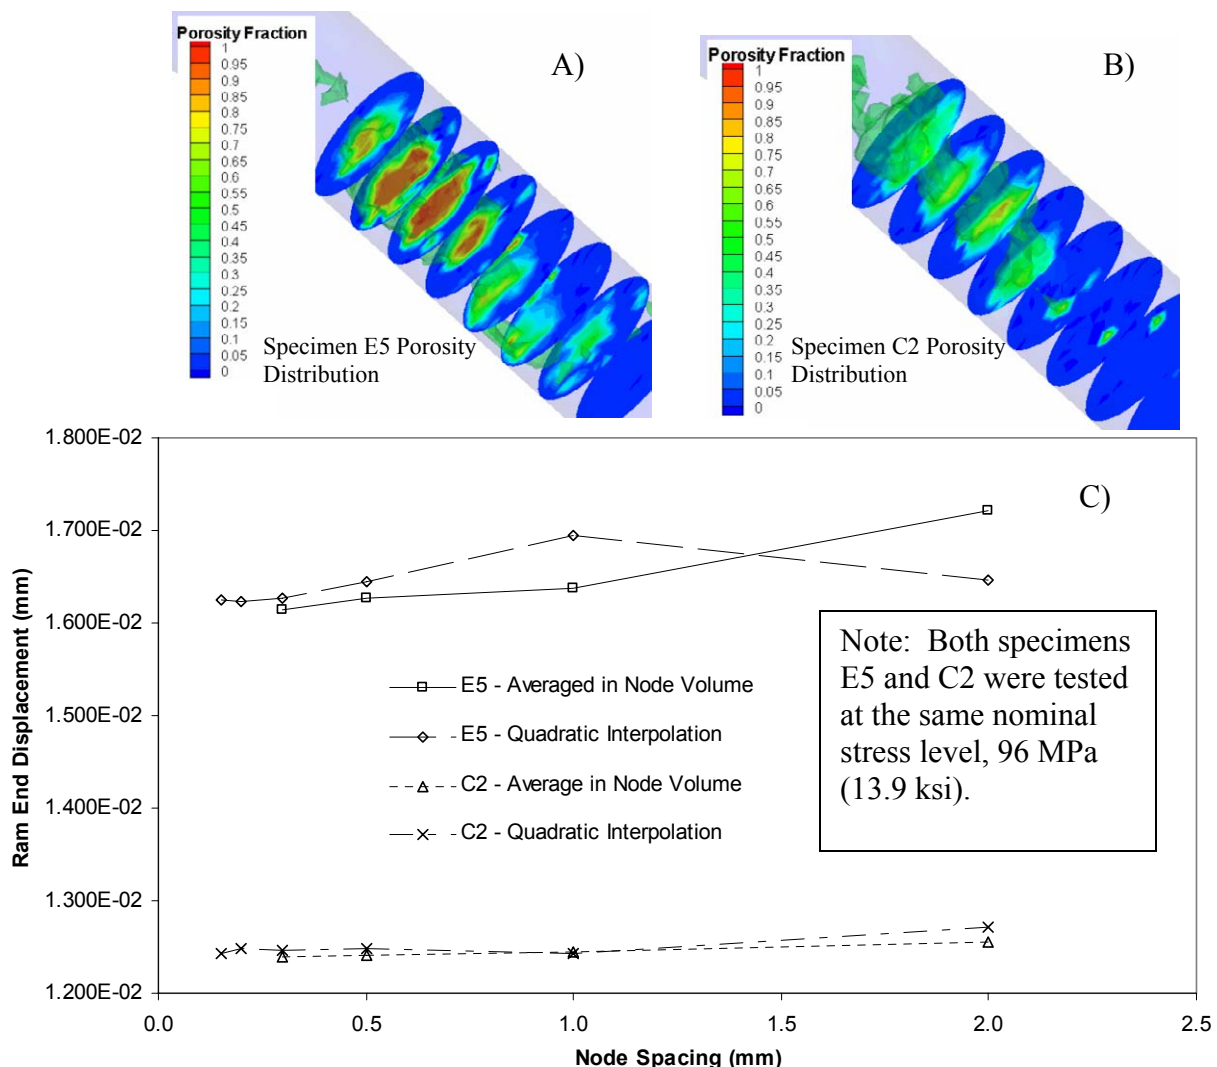 Porosity Fraction
1
0.95
0.9
0.85
0.8
0.75
0.7
0.65
0.6
0.55
0.5
0.45
0.4
0.35
0.3
0.25
0.2
0.15
0.1
0.05
0
A)
Specimen E5 Porosity
Distribution
Porosity Fraction
1
0.95
0.9
0.85
0.8
0.75
0.7
0.65
0.6
0.55
0.5
0.45
0.4
0.35
0.3
0.25
0.2
0.15
0.1
0.05
0
B)
Specimen C2 Porosity
Distribution
C)
Ram End Displacement (mm)
1.800E-02
1.700E-02
1.600E-02
1.500E-02
1.400E-02
1.300E-02
1.200E-02
E5 - Averaged in Node Volume
E5 - Quadratic Interpolation
C2 - Average in Node Volume
C2 - Quadratic Interpolation
Note: Both specimens
E5 and C2 were tested
at the same nominal
stress level, 96 MPa
(13.9 ksi).
0.0 0.5 1.0 1.5 2.0 2.5
Node Spacing (mm)